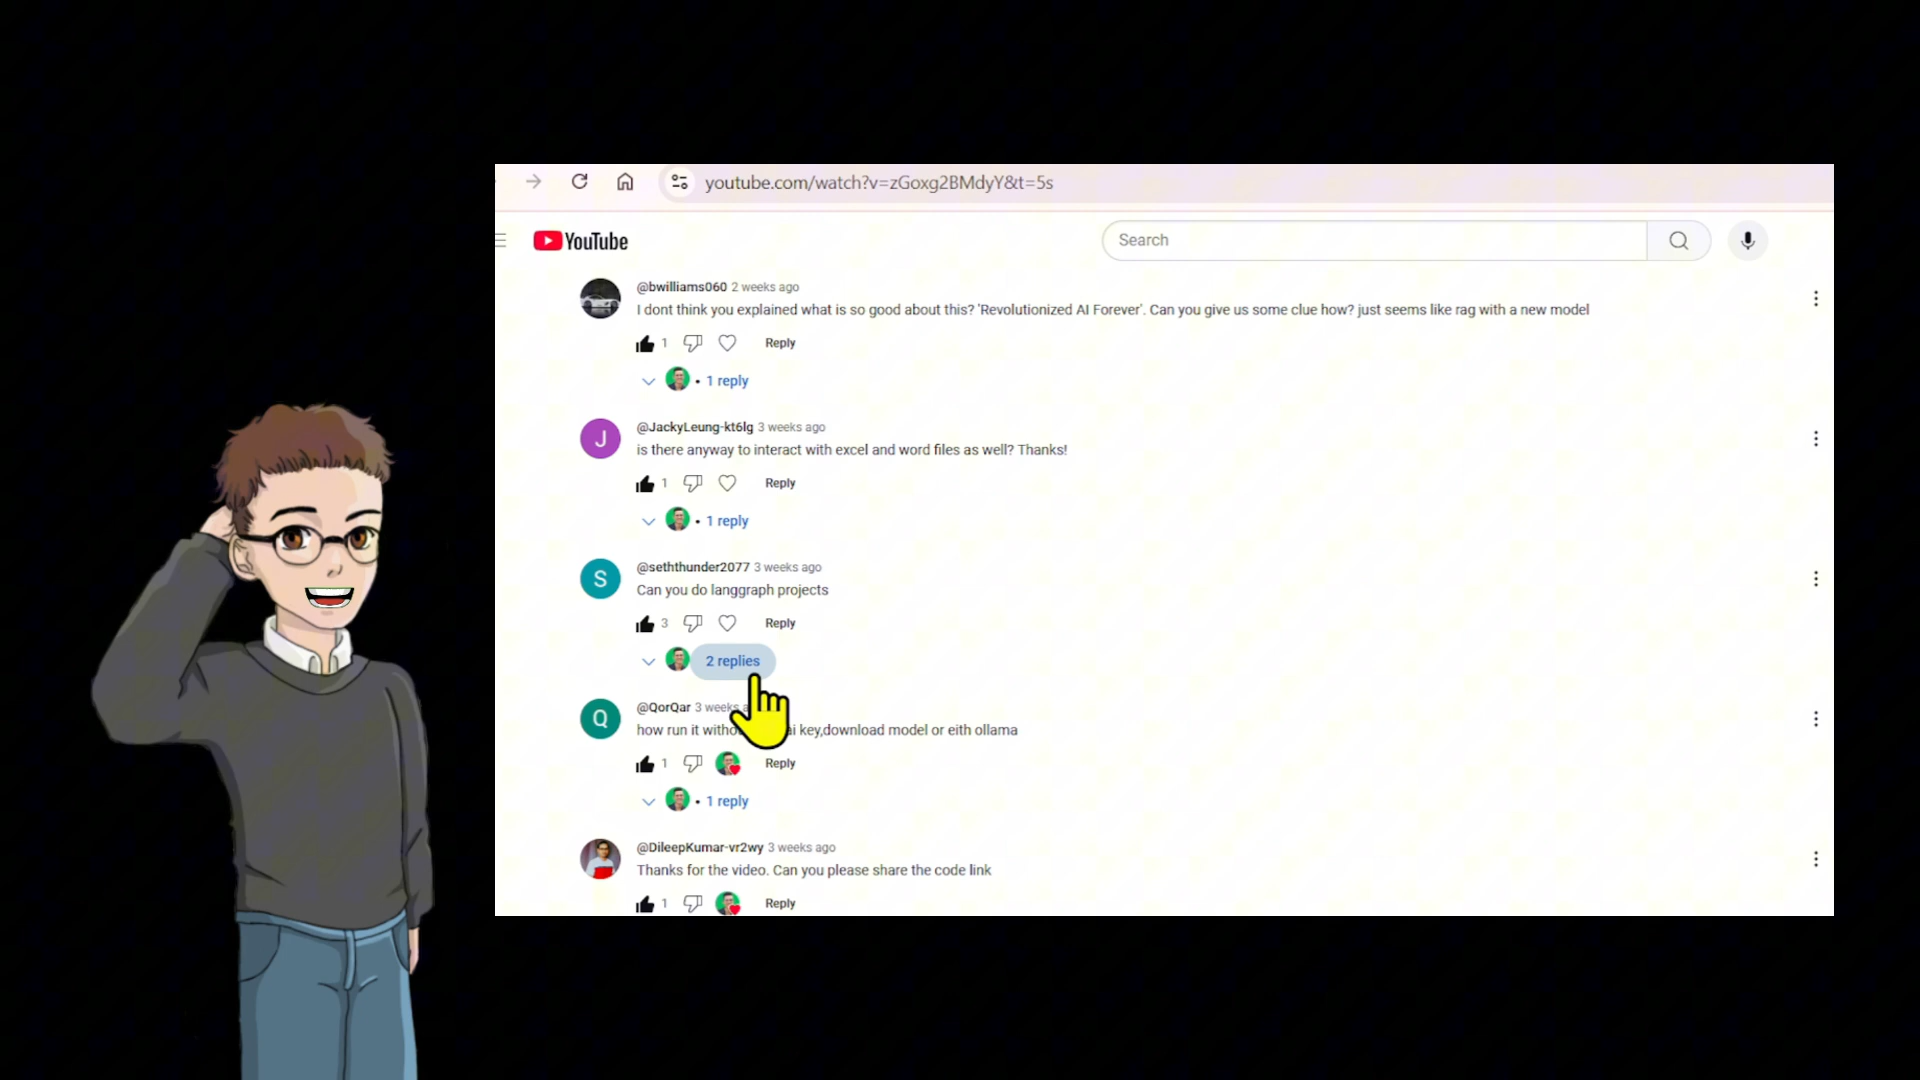 youtube.com/watch?v=zGoxg2BMdyY&t=5s
YouTube
Search
@bwilliams060 2 weeks ago
I dont think you explained what is so good about this? 'Revolutionized AI Forever'. Can you give us some clue how? just seems like rag with a new model
1 Reply
• 1 reply
J
@JackyLeung-kt6lg 3 weeks ago
is there anyway to interact with excel and word files as well? Thanks!
1 Reply
• 1 reply
S
@seththunder2077 3 weeks ago
Can you do langgraph projects
3 Reply
2 replies
Q
@QorQar 3 weeks
how run it key,download model or eith ollama
1 Reply
• 1 reply
@DileepKumar-vr2wy 3 weeks ago
Thanks for the video. Can you please share the code link
1 Reply